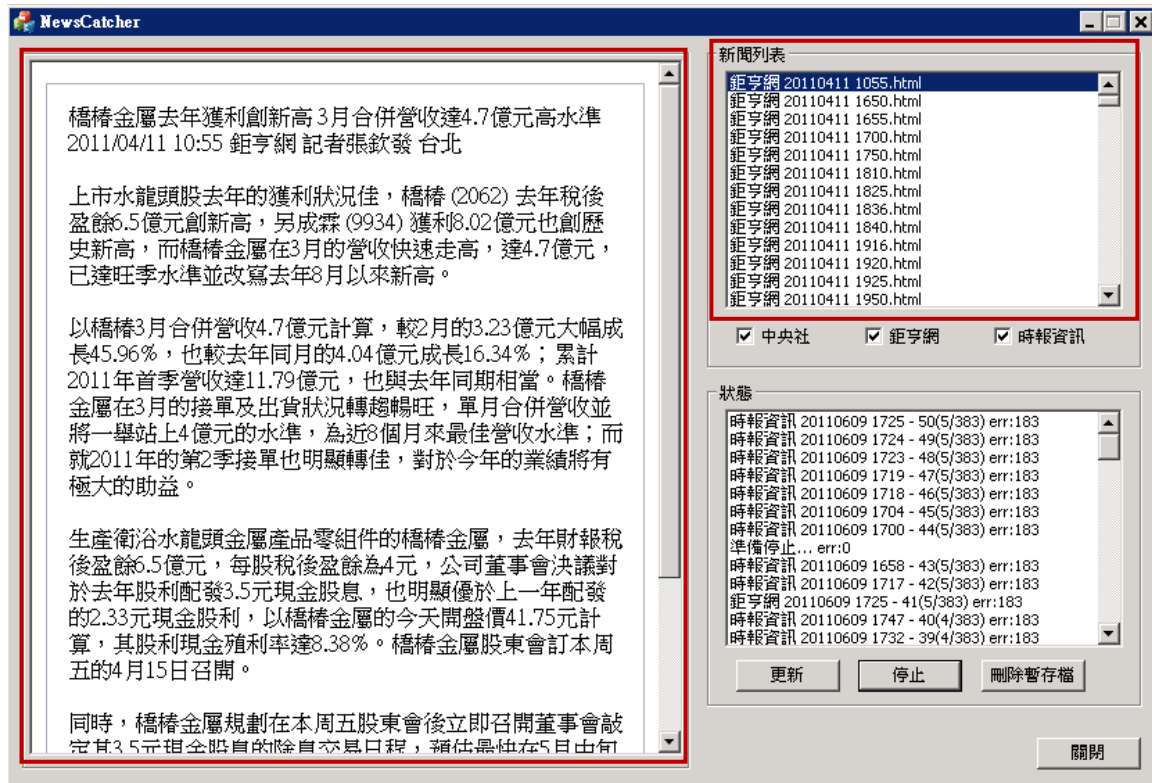 NewsCatcher
橋椿金屬去年獲利創新高 3月合併營收達4.7億元高水準
2011/04/11 10:55 鉅亨網 記者張欽發 台北
上市水龍頭股去年的獲利狀況佳，橋椿 (2062) 去年稅後
盈餘6.5億元創新高，另成霖 (9934) 獲利8.02億元也創歷
史新高，而橋椿金屬在3月的營收快速走高，達4.7億元，
已達旺季水準並改寫去年8月以來新高。
以橋椿3月合併營收4.7億元計算，較2月的3.23億元大幅成
長45.96%，也較去年同月的4.04億元成長16.34%；累計
2011年首季營收達11.79億元，也與去年同期相當。橋椿
金屬在3月的接單及出貨狀況轉趨暢旺，單月合併營收並
將一舉站上4億元的水準，為近8個月來最佳營收水準；而
就2011年的第2季接單也明顯轉佳，對於今年的業績將有
極大的助益。
生產衛浴水龍頭金屬產品零組件的橋椿金屬，去年財報稅
後盈餘6.5億元，每股稅後盈餘為4元，公司董事會決議對
於去年股利配發3.5元現金股息，也明顯優於上一年配發
的2.33元現金股利，以橋椿金屬的今天開盤價41.75元計
算，其股利現金殖利率達8.38%。橋椿金屬股東會訂本周
五的4月15日召開。
同時，橋椿金屬規劃在本周五股東會後立即召開董事會敲
定其3.5元現金股息的除息交易日程，預估最快在5月中旬
新聞列表
鉅亨網 20110411 1055.html
鉅亨網 20110411 1650.html
鉅亨網 20110411 1655.html
鉅亨網 20110411 1700.html
鉅亨網 20110411 1750.html
鉅亨網 20110411 1810.html
鉅亨網 20110411 1825.html
鉅亨網 20110411 1836.html
鉅亨網 20110411 1840.html
鉅亨網 20110411 1916.html
鉅亨網 20110411 1920.html
鉅亨網 20110411 1925.html
鉅亨網 20110411 1950.html
中央社 鉅亨網 時報資訊
狀態
時報資訊 20110609 1725 - 50(5/383) err:183
時報資訊 20110609 1724 - 49(5/383) err:183
時報資訊 20110609 1723 - 48(5/383) err:183
時報資訊 20110609 1719 - 47(5/383) err:183
時報資訊 20110609 1718 - 46(5/383) err:183
時報資訊 20110609 1704 - 45(5/383) err:183
時報資訊 20110609 1700 - 44(5/383) err:183
準備停止... err:0
時報資訊 20110609 1658 - 43(5/383) err:183
時報資訊 20110609 1717 - 42(5/383) err:183
鉅亨網 20110609 1725 - 41(5/383) err:183
時報資訊 20110609 1747 - 40(4/383) err:183
時報資訊 20110609 1732 - 39(4/383) err:183
更新 停止 刪除暫存檔
關閉